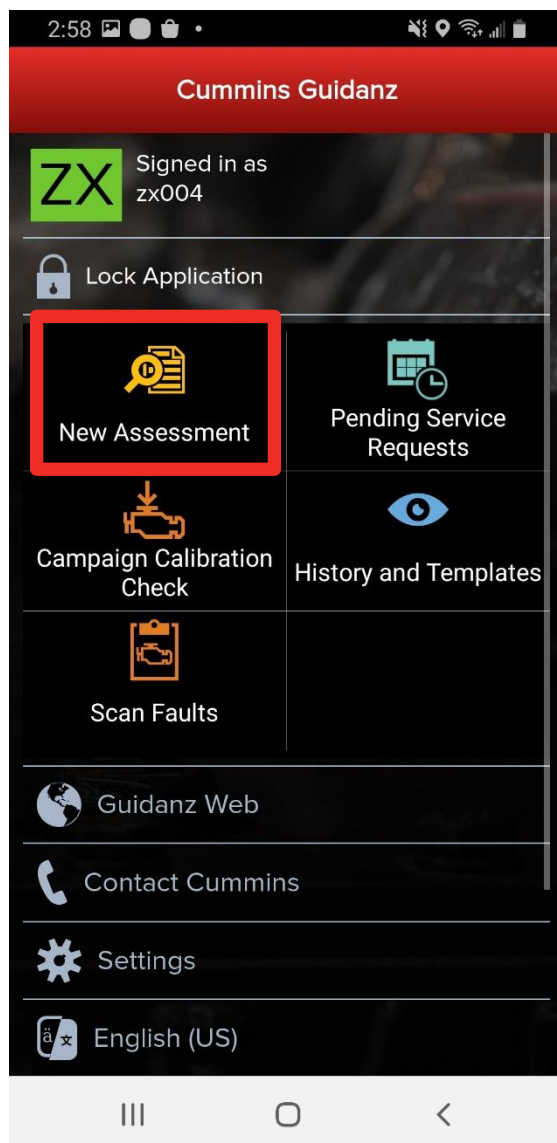 2:58
Cummins Guidanz
ZX
Signed in as
zx004
Lock Application
New Assessment
Pending Service
Requests
Campaign Calibration
Check
History and Templates
Scan Faults
Guidanz Web
Contact Cummins
Settings
ä 文
English (US)